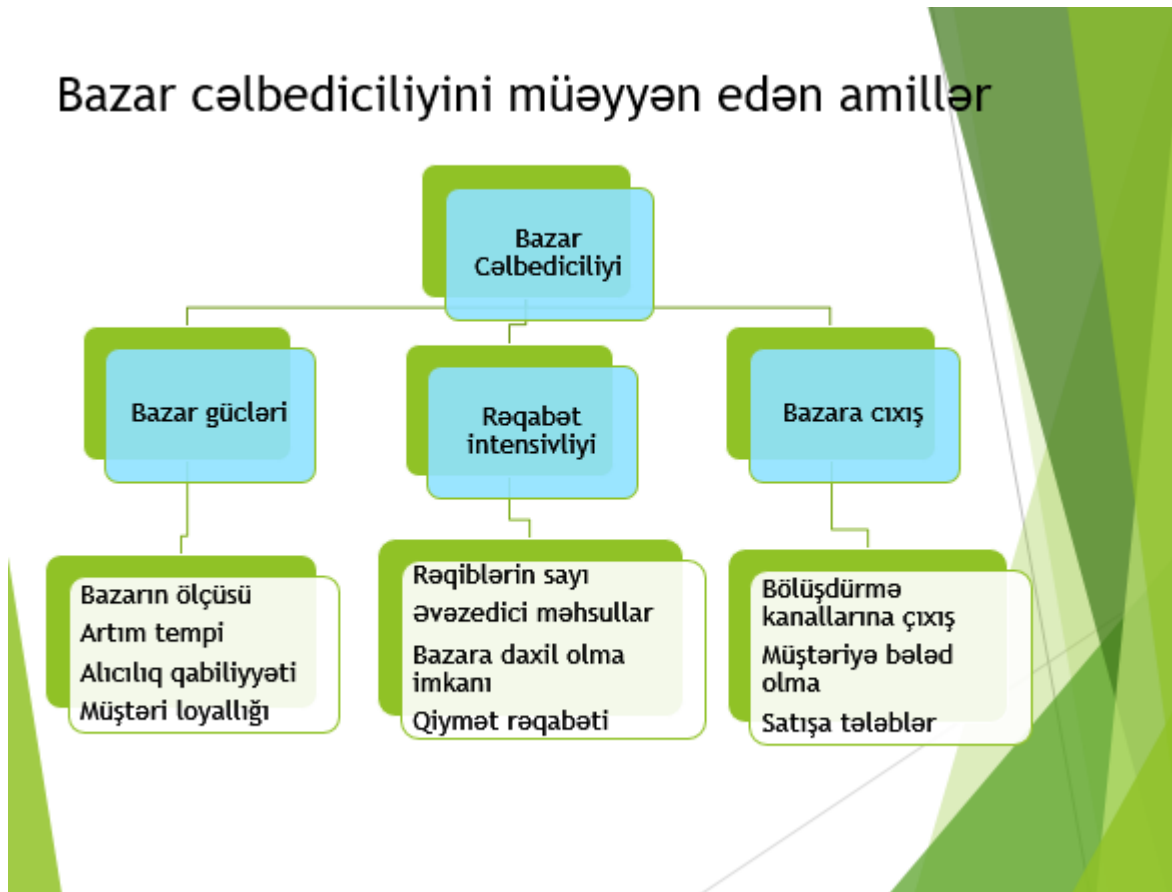 Bazar cəlbediciliyini müəyyən edən amillər
Bazar
Cəlbediciliyi
Bazar gücləri
Rəqabət
intensivliyi
Bazara cıxış
Bazarın ölçüsü
Artım tempi
Alıcılıq qabiliyyəti
Müştəri loyallığı
Rəqiblərin sayı
Əvəzedici məhsullar
Bazara daxil olma
imkanı
Qiymət rəqabəti
Bölüşdürmə
kanallarına çıxış
Müştəriyə bələd
olma
Satışa tələblər